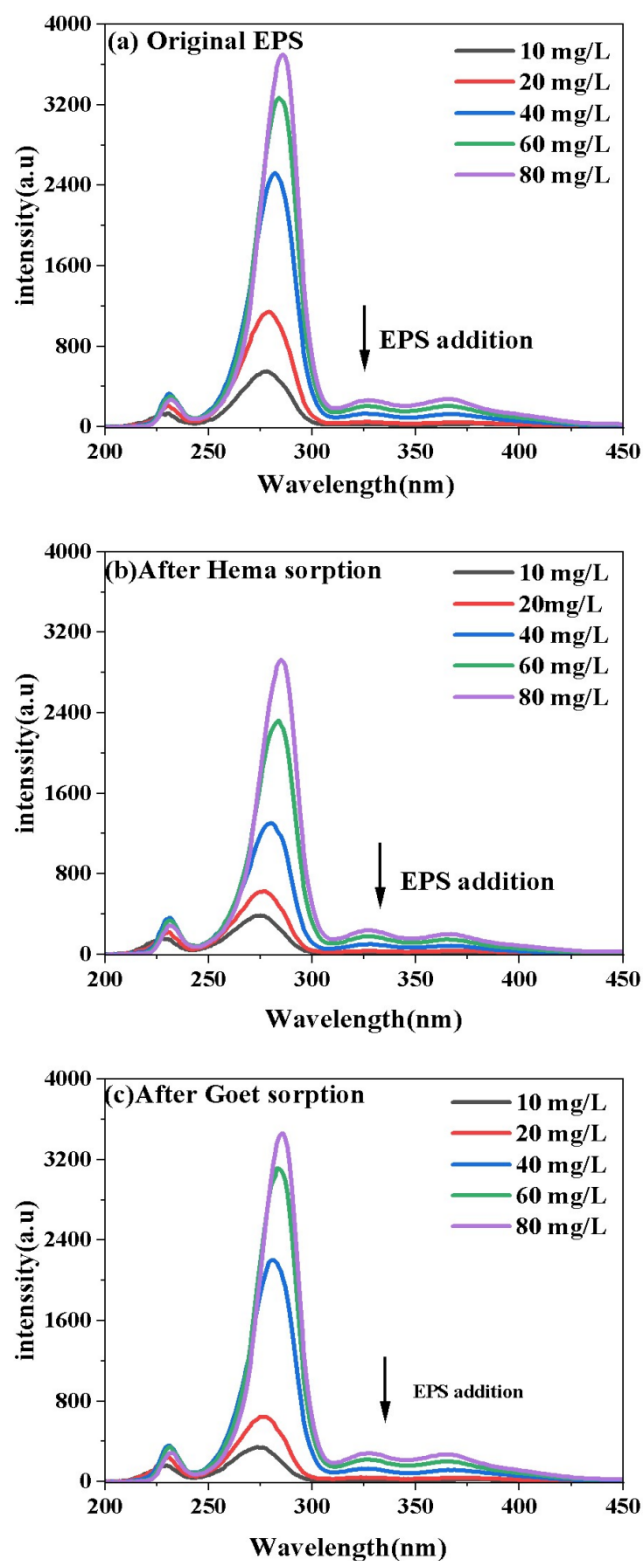 (a) Original EPS
10 mg/L
20 mg/L
40 mg/L
60 mg/L
80 mg/L
EPS addition
4000
3200
2400
1600
800
0
intenssity(a.u)
200 250 300 350 400 450
Wavelength(nm)
(b)After Hema sorption
10 mg/L
20mg/L
40 mg/L
60 mg/L
80 mg/L
EPS addition
4000
3200
2400
1600
800
0
intenssity(a.u)
200 250 300 350 400 450
Wavelength(nm)
(c)After Goet sorption
10 mg/L
20 mg/L
40 mg/L
60 mg/L
80 mg/L
EPS addition
4000
3200
2400
1600
800
0
intenssity(a.u)
200 250 300 350 400 450
Wavelength(nm)